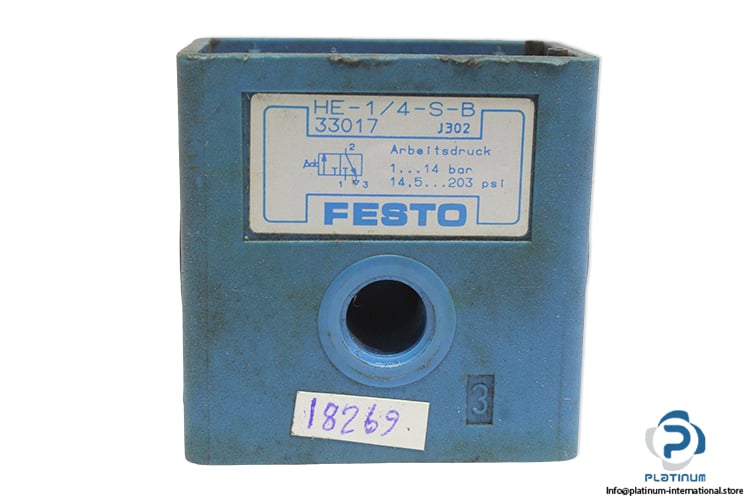 HE-1/4-S-B
33017 J302
2
1 3
Arbeitsdruck
1...14 bar
14.5...203 psi
FESTO
3
18269.
PLATINUM
Info@platinum-international.store